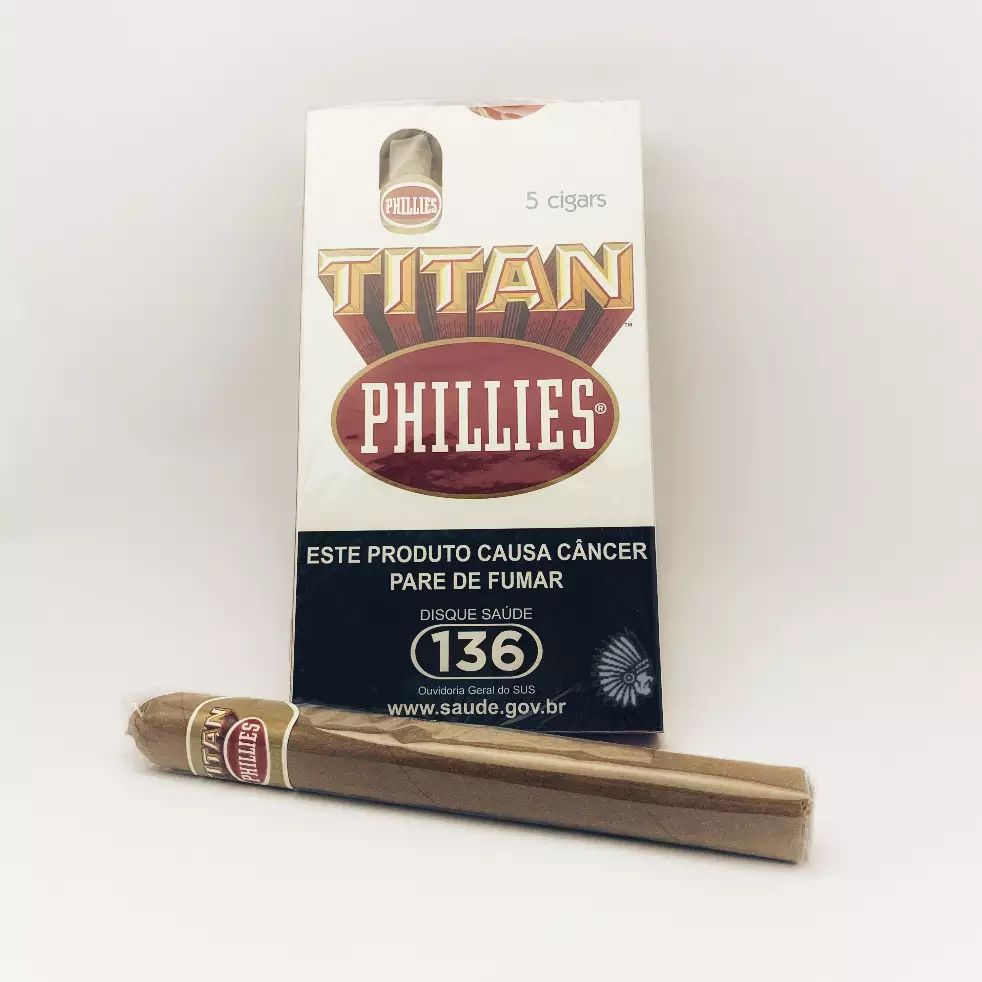 PHILLIES
5 cigars
TITAN™
PHILLIES®
ESTE PRODUTO CAUSA CÂNCER
PARE DE FUMAR
DISQUE SAÚDE
136
Ouvidoria Geral do SUS
www.saude.gov.br
TITAN
PHILLIES